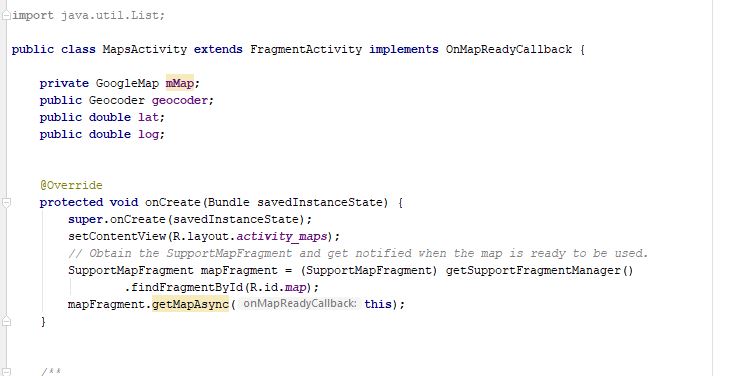 import java.util.List;
public class MapsActivity extends FragmentActivity implements OnMapReadyCallback {
private GoogleMap mMap;
public Geocoder geocoder;
public double lat;
public double log;
@Override
protected void onCreate(Bundle savedInstanceState) {
super.onCreate(savedInstanceState);
setContentView(R.layout.activity_maps);
// Obtain the SupportMapFragment and get notified when the map is ready to be used.
SupportMapFragment mapFragment = (SupportMapFragment) getSupportFragmentManager()
.findFragmentById(R.id.map);
mapFragment.getMapAsync( onMapReadyCallback: this);
}
/**